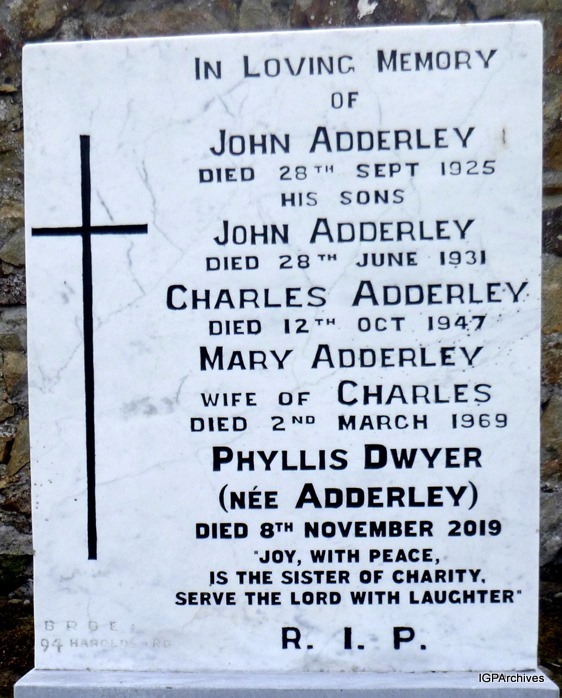 IN LOVING MEMORY
OF
JOHN ADDERLEY
DIED 28TH SEPT 1925
HIS SONS
JOHN ADDERLEY
DIED 28TH JUNE 1931
CHARLES ADDERLEY
DIED 12TH OCT 1947
MARY ADDERLEY
WIFE OF CHARLES
DIED 2ND MARCH 1969
PHYLLIS DWYER
(NÉE ADDERLEY)
DIED 8TH NOVEMBER 2019
"JOY, WITH PEACE,
IS THE SISTER OF CHARITY.
SERVE THE LORD WITH LAUGHTER"
R. I. P.
94
IGPArchives